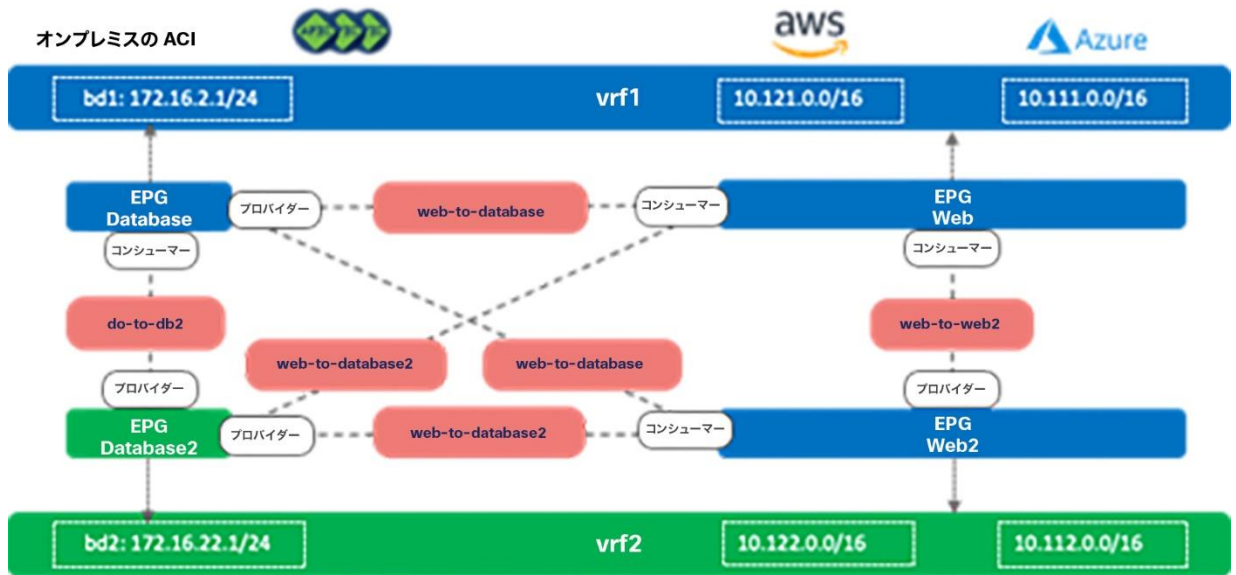 オンプレミスの ACI
aws
Azure
bd1: 172.16.2.1/24
vrf1
10.121.0.0/16
10.111.0.0/16
EPG
Database
プロバイダー
web-to-database
コンシューマー
EPG
Web
コンシューマー
コンシューマー
do-to-db2
web-to-web2
web-to-database2
web-to-database
プロバイダー
プロバイダー
EPG
Database2
プロバイダー
web-to-database2
コンシューマー
EPG
Web2
bd2: 172.16.22.1/24
vrf2
10.122.0.0/16
10.112.0.0/16